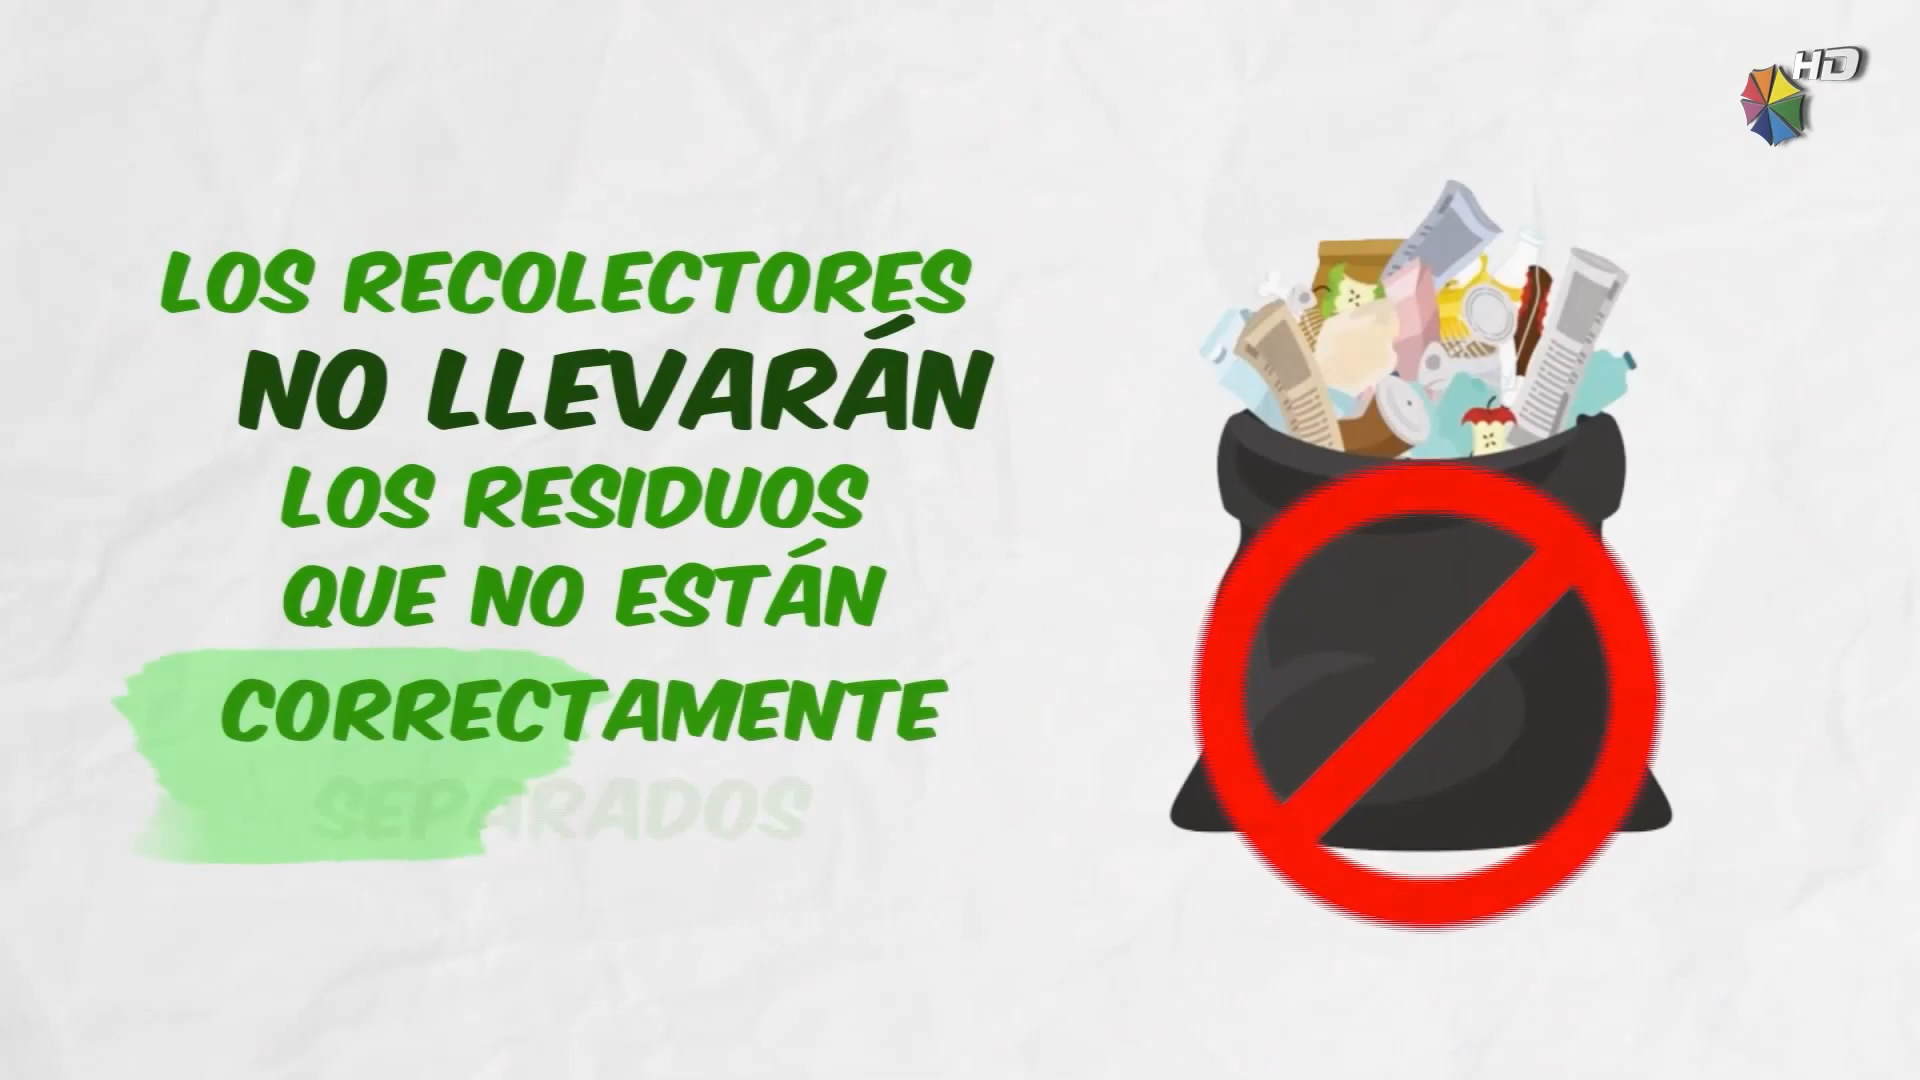 HD
LOS RECOLECTORES
NO LLEVARÁN
LOS RESIDUOS
QUE NO ESTÁN
CORRECTAMENTE
SEPARADOS